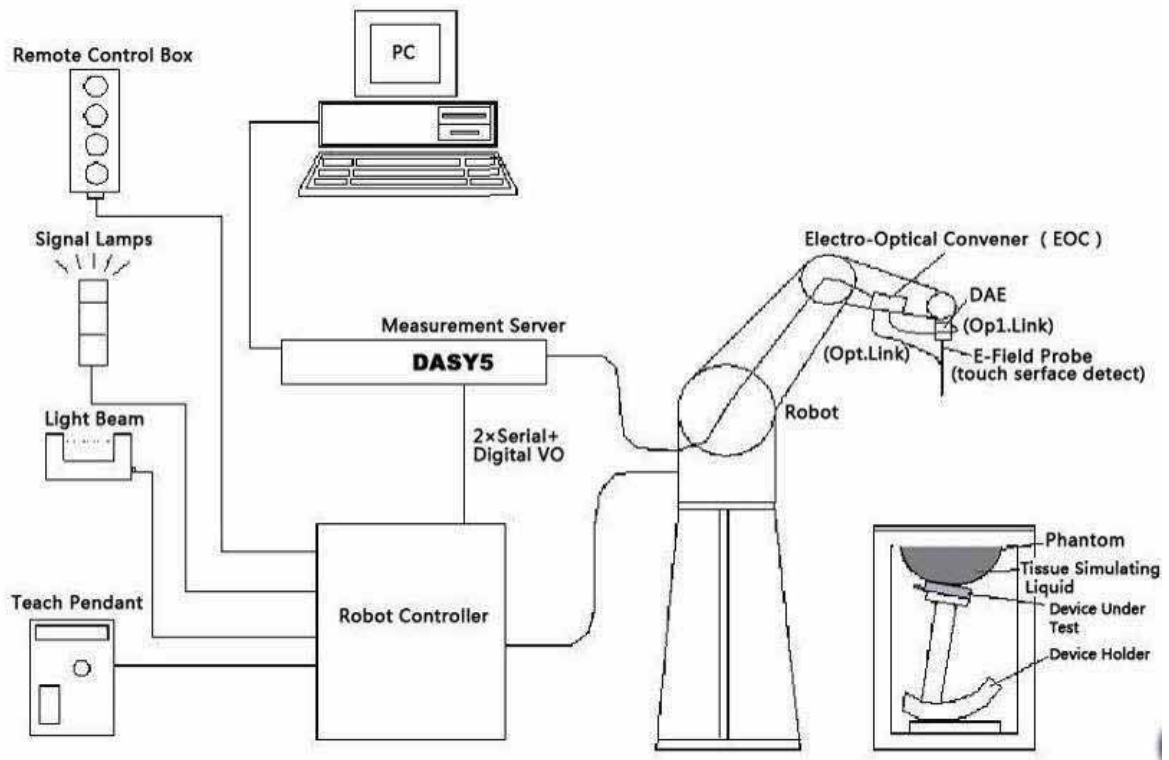 Remote Control Box
PC
Signal Lamps
Electro-Optical Convener ( EOC )
DAE
(Op1.Link)
Measurement Server
(Opt.Link)
E-Field Probe
(touch serface detect)
DASY5
Light Beam
Robot
2×Serial+
Digital VO
Phantom
Tissue Simulating
Liquid
Teach Pendant
Robot Controller
Device Under
Test
Device Holder